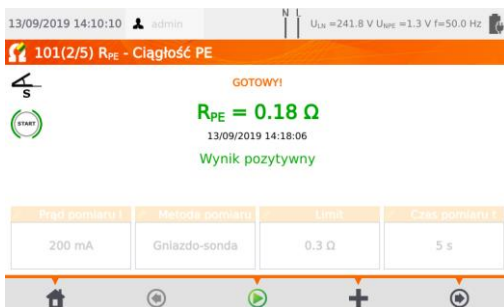 13/09/2019 14:10:10 admin N L U_LN =241.8 V U_NPE =1.3 V f=50.0 Hz
101(2/5) R_PE - Ciągłość PE
S
GOTOWY!
START
R_PE = 0.18 Ω
13/09/2019 14:18:06
Wynik pozytywny
Prąd pomiaru I Metoda pomiaru Limit Czas pomiaru t
200 mA Gniazdo-sonda 0.3 Ω 5 s